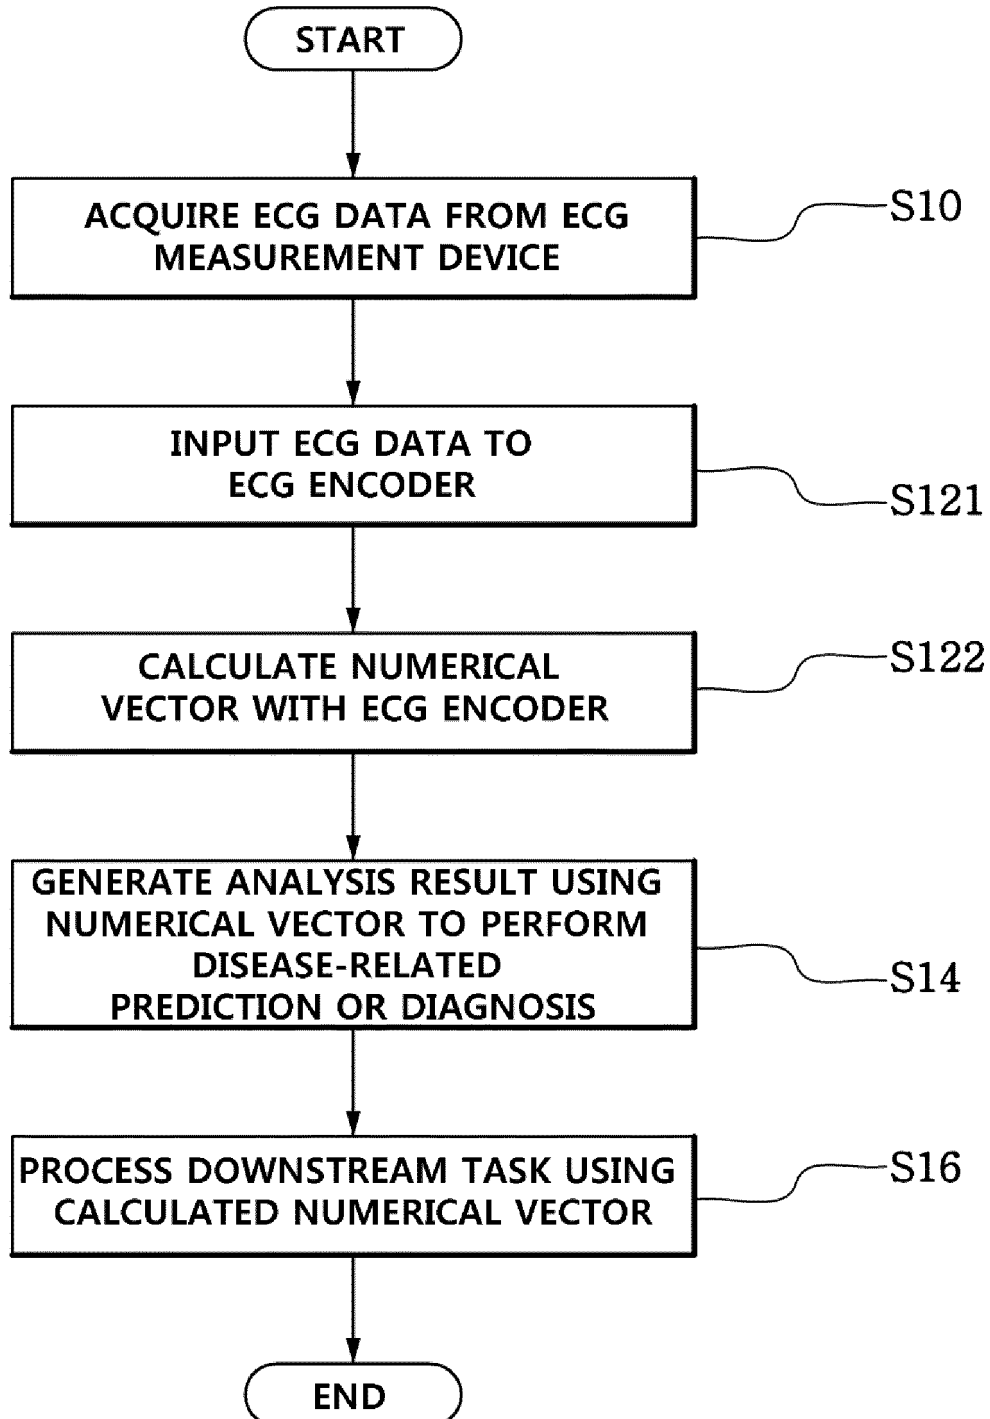 START
ACQUIRE ECG DATA FROM ECG
MEASUREMENT DEVICE
S10
INPUT ECG DATA TO
ECG ENCODER
S121
CALCULATE NUMERICAL
VECTOR WITH ECG ENCODER
S122
GENERATE ANALYSIS RESULT USING
NUMERICAL VECTOR TO PERFORM
DISEASE-RELATED
PREDICTION OR DIAGNOSIS
S14
PROCESS DOWNSTREAM TASK USING
CALCULATED NUMERICAL VECTOR
S16
END